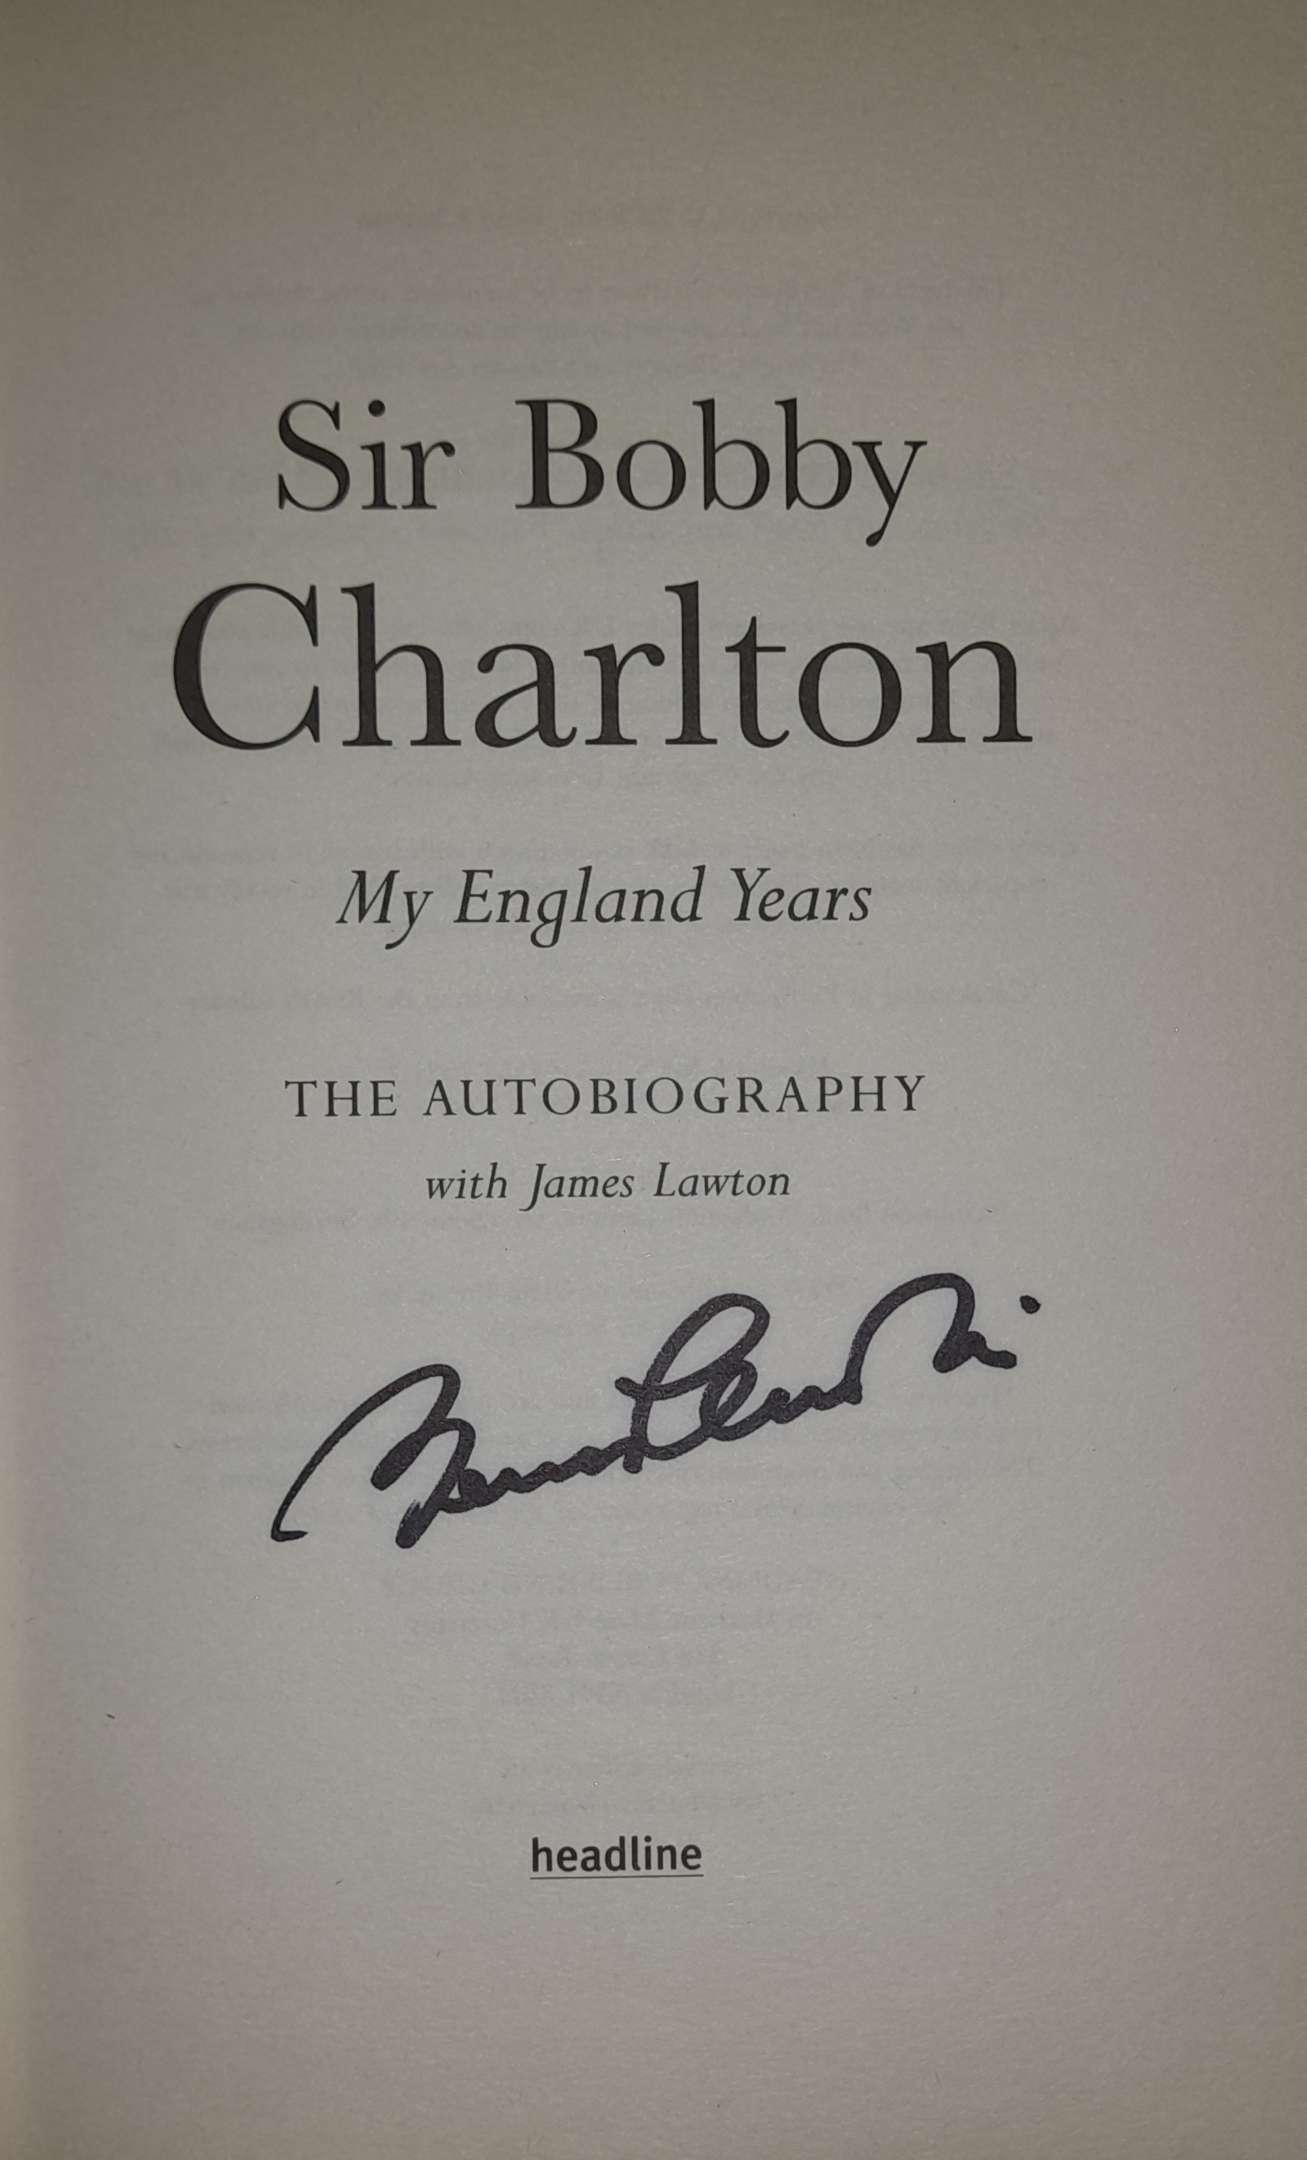 Sir Bobby
Charlton
My England Years
THE AUTOBIOGRAPHY
with James Lawton
headline